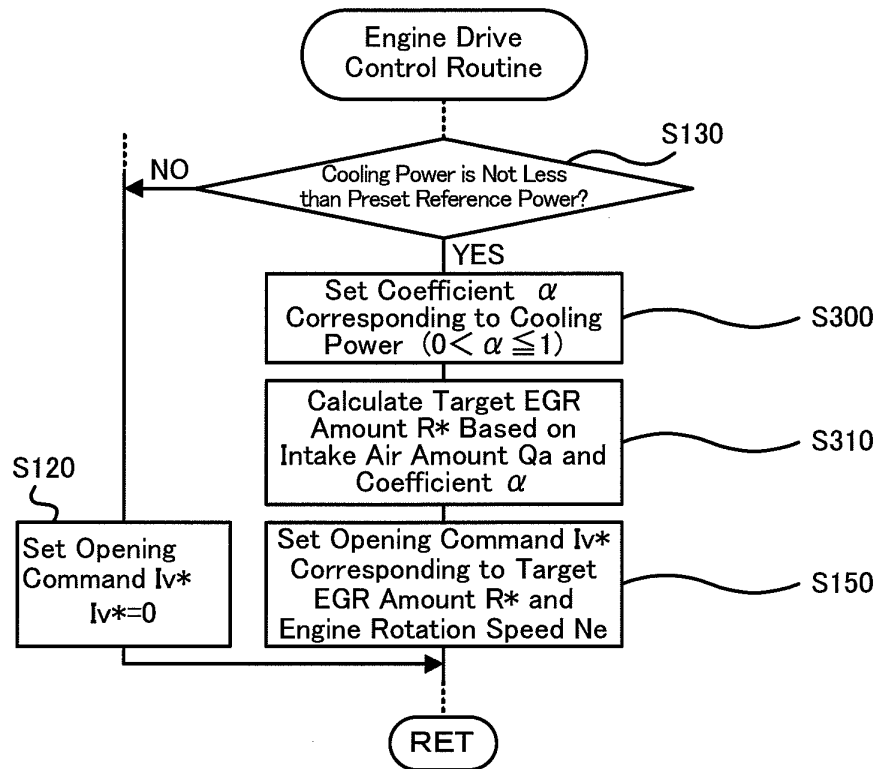 Engine Drive
Control Routine
S130
Cooling Power is Not Less
than Preset Reference Power?
NO
YES
Set Coefficient α
Corresponding to Cooling
Power (0< α ≦1)
S300
Calculate Target EGR
Amount R* Based on
Intake Air Amount Qa and
Coefficient α
S310
S120
Set Opening
Command Iv*
Iv*=0
Set Opening Command Iv*
Corresponding to Target
EGR Amount R* and
Engine Rotation Speed Ne
S150
RET